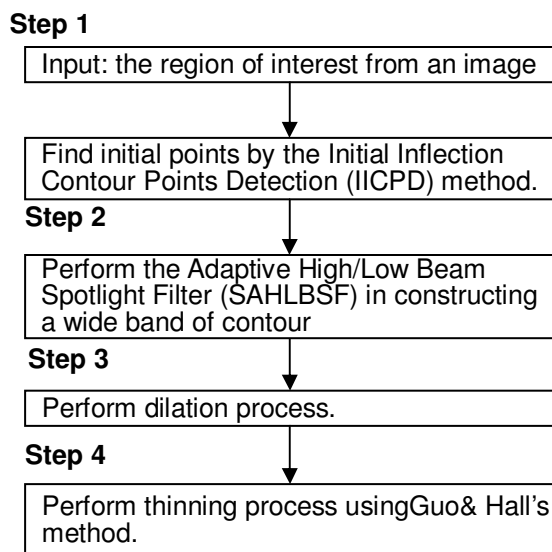 Step 1
Input: the region of interest from an image
Find initial points by the Initial Inflection
Contour Points Detection (IICPD) method.
Step 2
Perform the Adaptive High/Low Beam
Spotlight Filter (SAHLBSF) in constructing
a wide band of contour
Step 3
Perform dilation process.
Step 4
Perform thinning process usingGuo& Hall's
method.